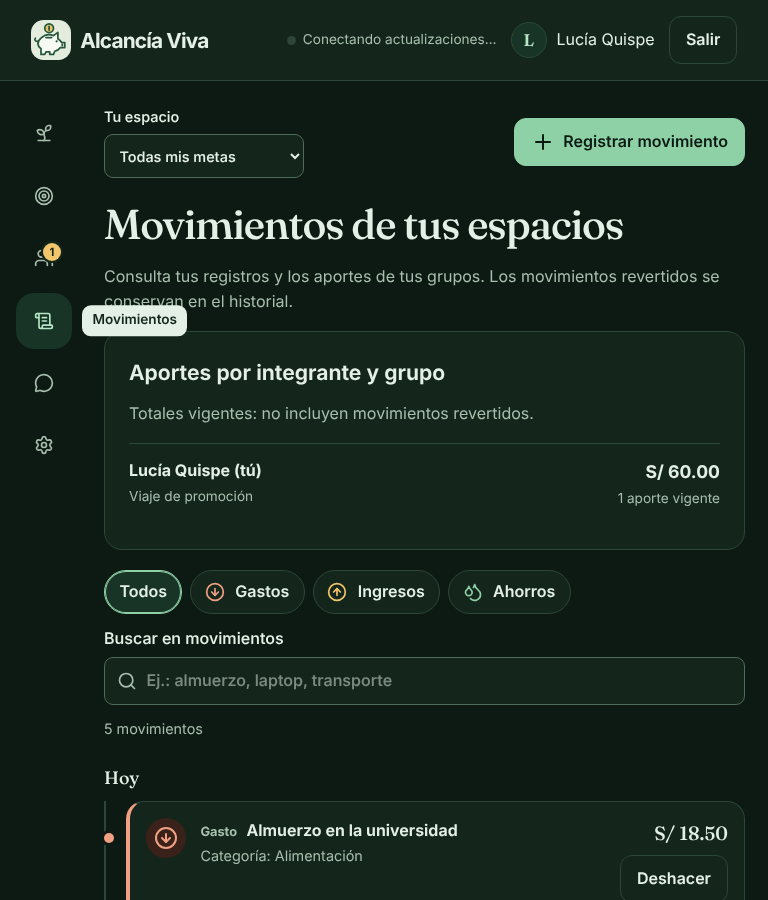 Alcancía Viva
Conectando actualizaciones...
L
Lucía Quispe
Salir
Tu espacio
Todas mis metas
Registrar movimiento
Movimientos de tus espacios
Consulta tus registros y los aportes de tus grupos. Los movimientos revertidos se
conservan en el historial.
1
Movimientos
Aportes por integrante y grupo
Totales vigentes: no incluyen movimientos revertidos.
Lucía Quispe (tú)
S/ 60.00
Viaje de promoción
1 aporte vigente
Todos
Gastos
Ingresos
Ahorros
Buscar en movimientos
Ej.: almuerzo, laptop, transporte
5 movimientos
Hoy
Gasto Almuerzo en la universidad
S/ 18.50
Categoría: Alimentación
Deshacer